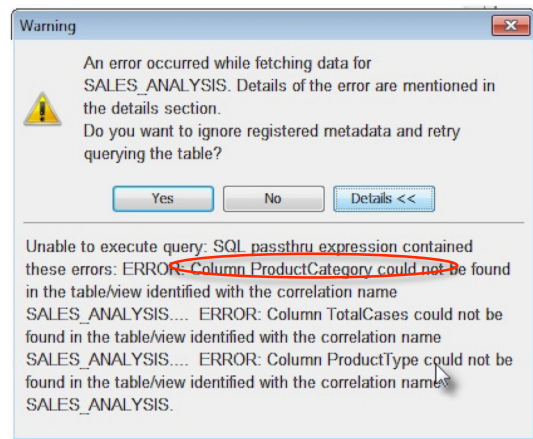 Warning
An error occurred while fetching data for
SALES_ANALYSIS. Details of the error are mentioned in
the details section.
Do you want to ignore registered metadata and retry
querying the table?
Yes No Details <<
Unable to execute query: SQL passthru expression contained
these errors: ERROR: Column ProductCategory could not be found
in the table/view identified with the correlation name
SALES_ANALYSIS.... ERROR: Column TotalCases could not be
found in the table/view identified with the correlation name
SALES_ANALYSIS.... ERROR: Column ProductType could not be
found in the table/view identified with the correlation name
SALES_ANALYSIS.